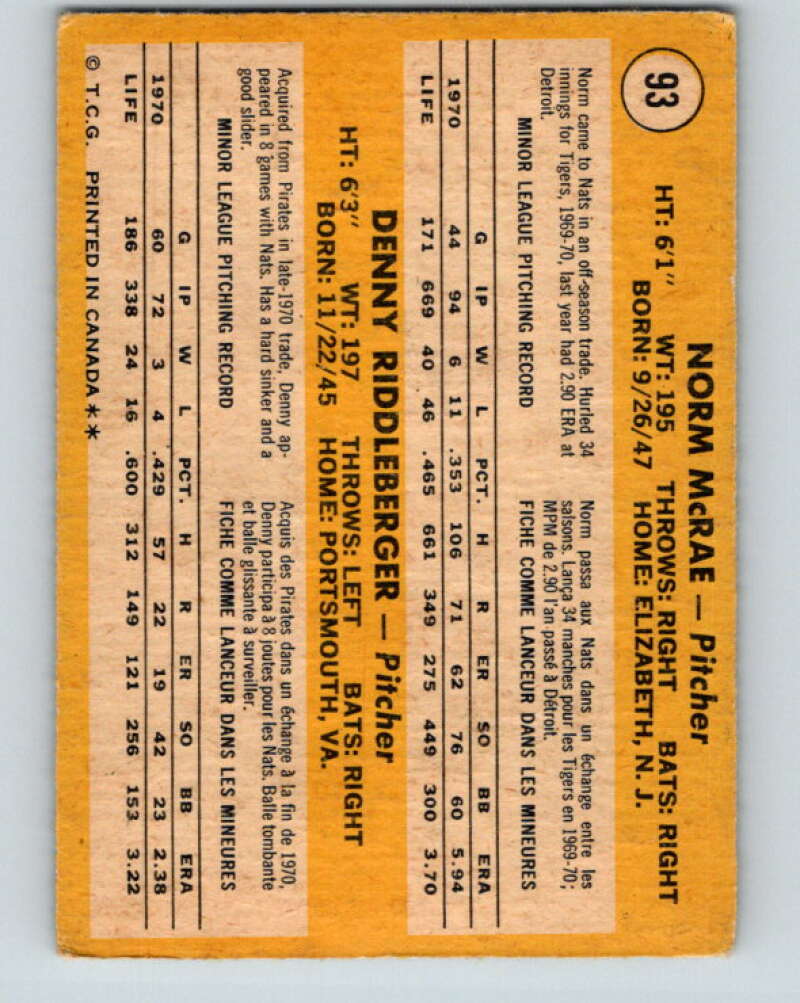 93
NORM McRAE — Pitcher
HT: 6'1" WT: 195 THROWS: RIGHT BATS: RIGHT
BORN: 9/26/47 HOME: ELIZABETH, N. J.
Norm came to Nats in an off-season trade. Hurled 34
innings for Tigers, 1969-70, last year had 2.90 ERA at
Detroit.
Norm passa aux Nats dans un échange entre les
saisons. Lança 34 manches pour les Tigers en 1969-70;
MPM de 2.90 l'an passé à Détroit.
MINOR LEAGUE PITCHING RECORD FICHE COMME LANCEUR DANS LES MINEURES
G IP W L PCT. H R ER SO BB ERA
1970 44 94 6 11 .353 106 71 62 76 60 5.94
LIFE 171 669 40 46 .465 661 349 275 449 300 3.70
DENNY RIDDLEBERGER — Pitcher
HT: 6'3" WT: 197 THROWS: LEFT BATS: RIGHT
BORN: 11/22/45 HOME: PORTSMOUTH, VA.
Acquired from Pirates in late-1970 trade, Denny ap-
peared in 8 games with Nats. Has a hard sinker and a
good slider.
Acquis des Pirates dans un échange à la fin de 1970,
Denny participa à 8 joutes pour les Nats. Balle tombante
et balle glissante à surveiller.
MINOR LEAGUE PITCHING RECORD FICHE COMME LANCEUR DANS LES MINEURES
G IP W L PCT. H R ER SO BB ERA
1970 60 72 3 4 .429 57 22 19 42 23 2.38
LIFE 186 338 24 16 .600 312 149 121 256 153 3.22
© T.C.G. PRINTED IN CANADA**